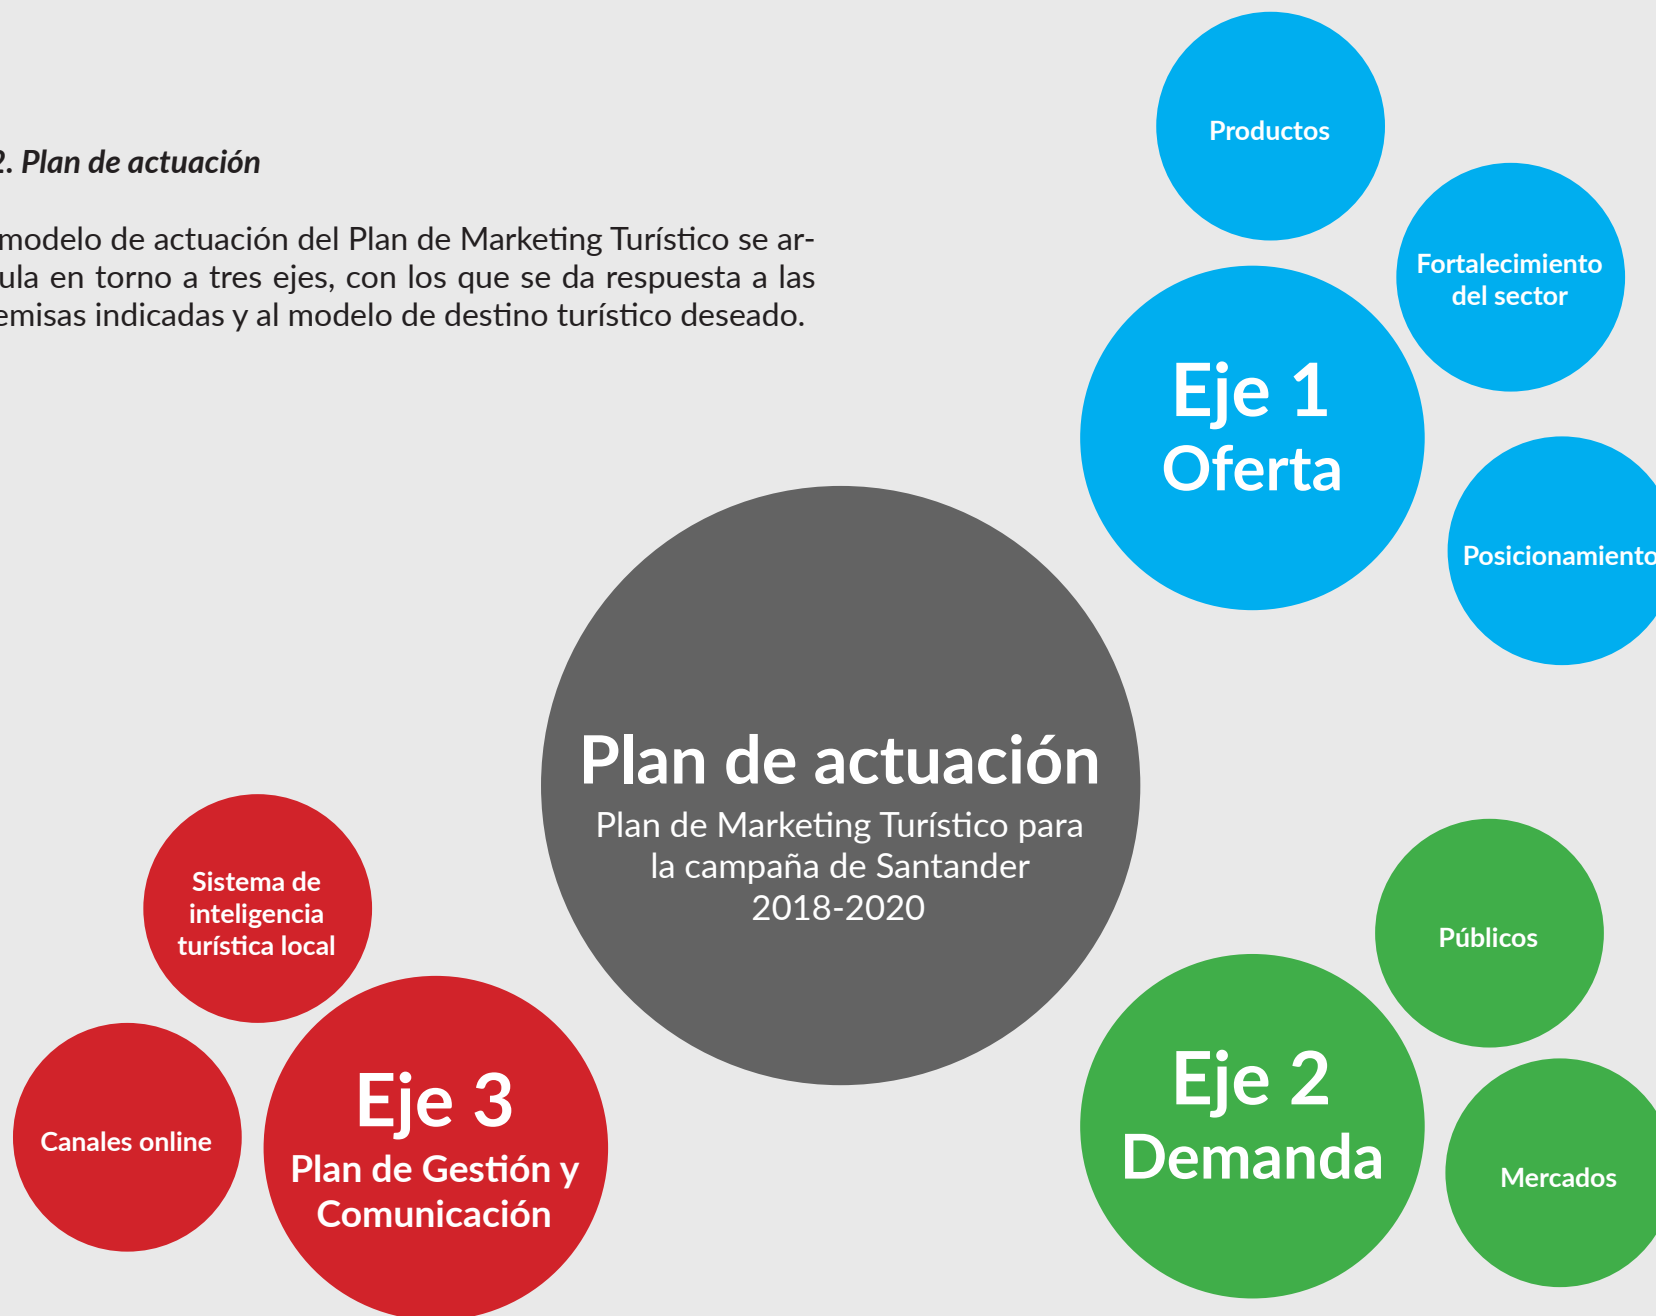 2. Plan de actuación
modelo de actuación del Plan de Marketing Turístico se ar-
ula en torno a tres ejes, con los que se da respuesta a las
emisas indicadas y al modelo de destino turístico deseado.
Productos
Fortalecimiento
del sector
Eje 1
Oferta
Posicionamiento
Plan de actuación
Plan de Marketing Turístico para
la campaña de Santander
2018-2020
Sistema de
inteligencia
turística local
Canales online
Eje 3
Plan de Gestión y
Comunicación
Públicos
Eje 2
Demanda
Mercados